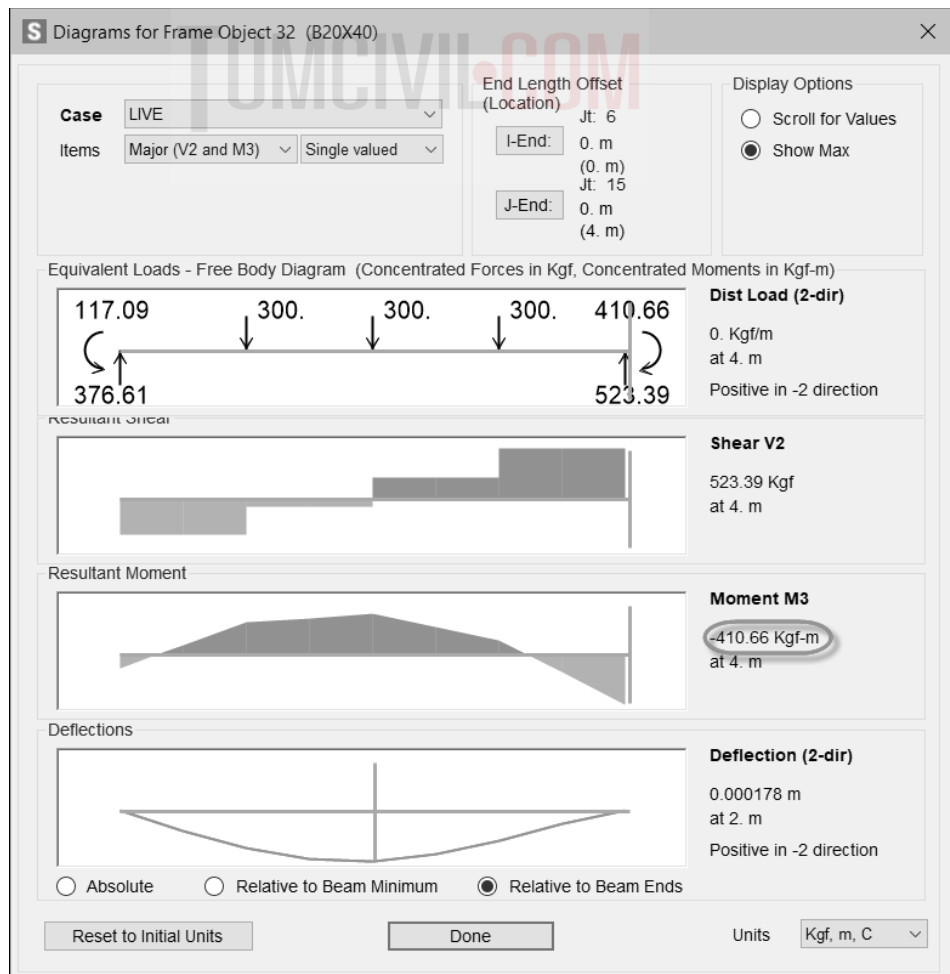 S Diagrams for Frame Object 32 (B20X40)
TUMCIVIL.COM
Case LIVE
Items Major (V2 and M3) Single valued
End Length Offset
(Location)
Jt: 6
I-End: 0. m
(0. m)
Jt: 15
J-End: 0. m
(4. m)
Display Options
Scroll for Values
Show Max
Equivalent Loads - Free Body Diagram (Concentrated Forces in Kgf, Concentrated Moments in Kgf-m)
117.09 300. 300. 300. 410.66
376.61 523.39
Dist Load (2-dir)
0. Kgf/m
at 4. m
Positive in -2 direction
Resultant Shear
Shear V2
523.39 Kgf
at 4. m
Resultant Moment
Moment M3
-410.66 Kgf-m
at 4. m
Deflections
Deflection (2-dir)
0.000178 m
at 2. m
Positive in -2 direction
Absolute Relative to Beam Minimum Relative to Beam Ends
Reset to Initial Units Done Units Kgf, m, C